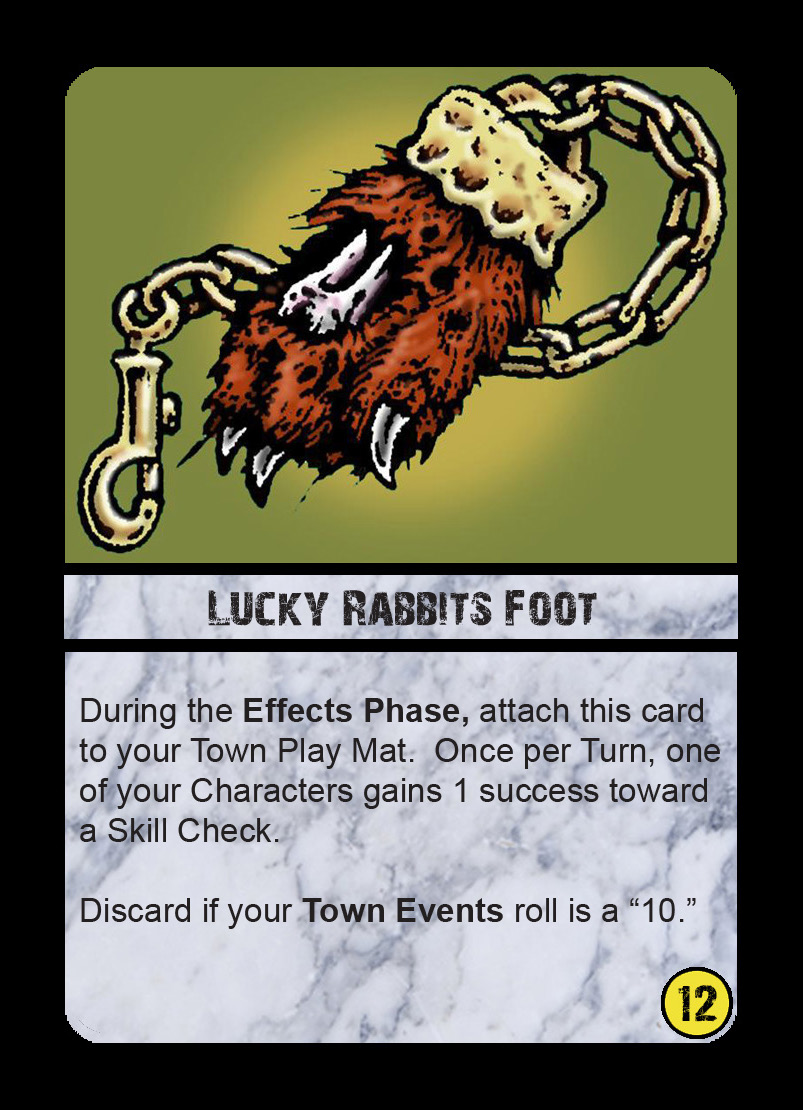 Lucky Rabbits Foot
During the Effects Phase, attach this card
to your Town Play Mat.  Once per Turn, one
of your Characters gains 1 success toward
a Skill Check.
Discard if your Town Events roll is a “10.”
12